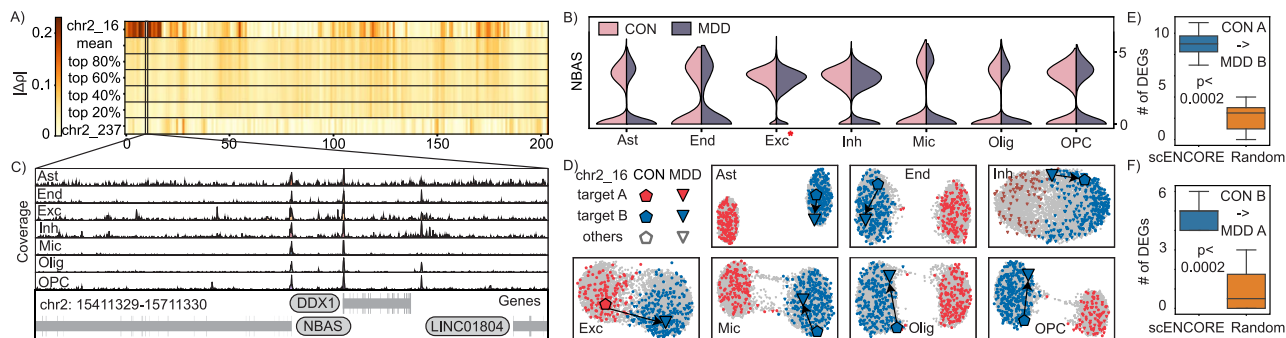 A)
0.2
0.1
0
|Δρ|
chr2_16
mean
top 80%
top 60%
top 40%
top 20%
chr2_237
0 50 100 150 200
B)
CON MDD
NBAS
5
0
Ast End Exc* Inh Mic Olig OPC
C)
Coverage
Ast
End
Exc
Inh
Mic
Olig
OPC
chr2: 15411329-15711330
DDX1
Genes
NBAS
LINC01804
D)
chr2_16 CON MDD
target A
target B
others
Ast
End
Inh
Exc
Mic
Olig
OPC
E)
# of DEGs
10
5
0
CON A
->
MDD B
p<
0.0002
scENCORE Random
F)
# of DEGs
6
3
0
CON B
->
MDD A
p<
0.0002
scENCORE Random